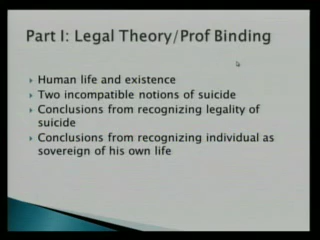 Part I: Legal Theory/Prof Binding
Human life and existence
Two incompatible notions of suicide
Conclusions from recognizing legality of
suicide
Conclusions from recognizing individual as
sovereign of his own life